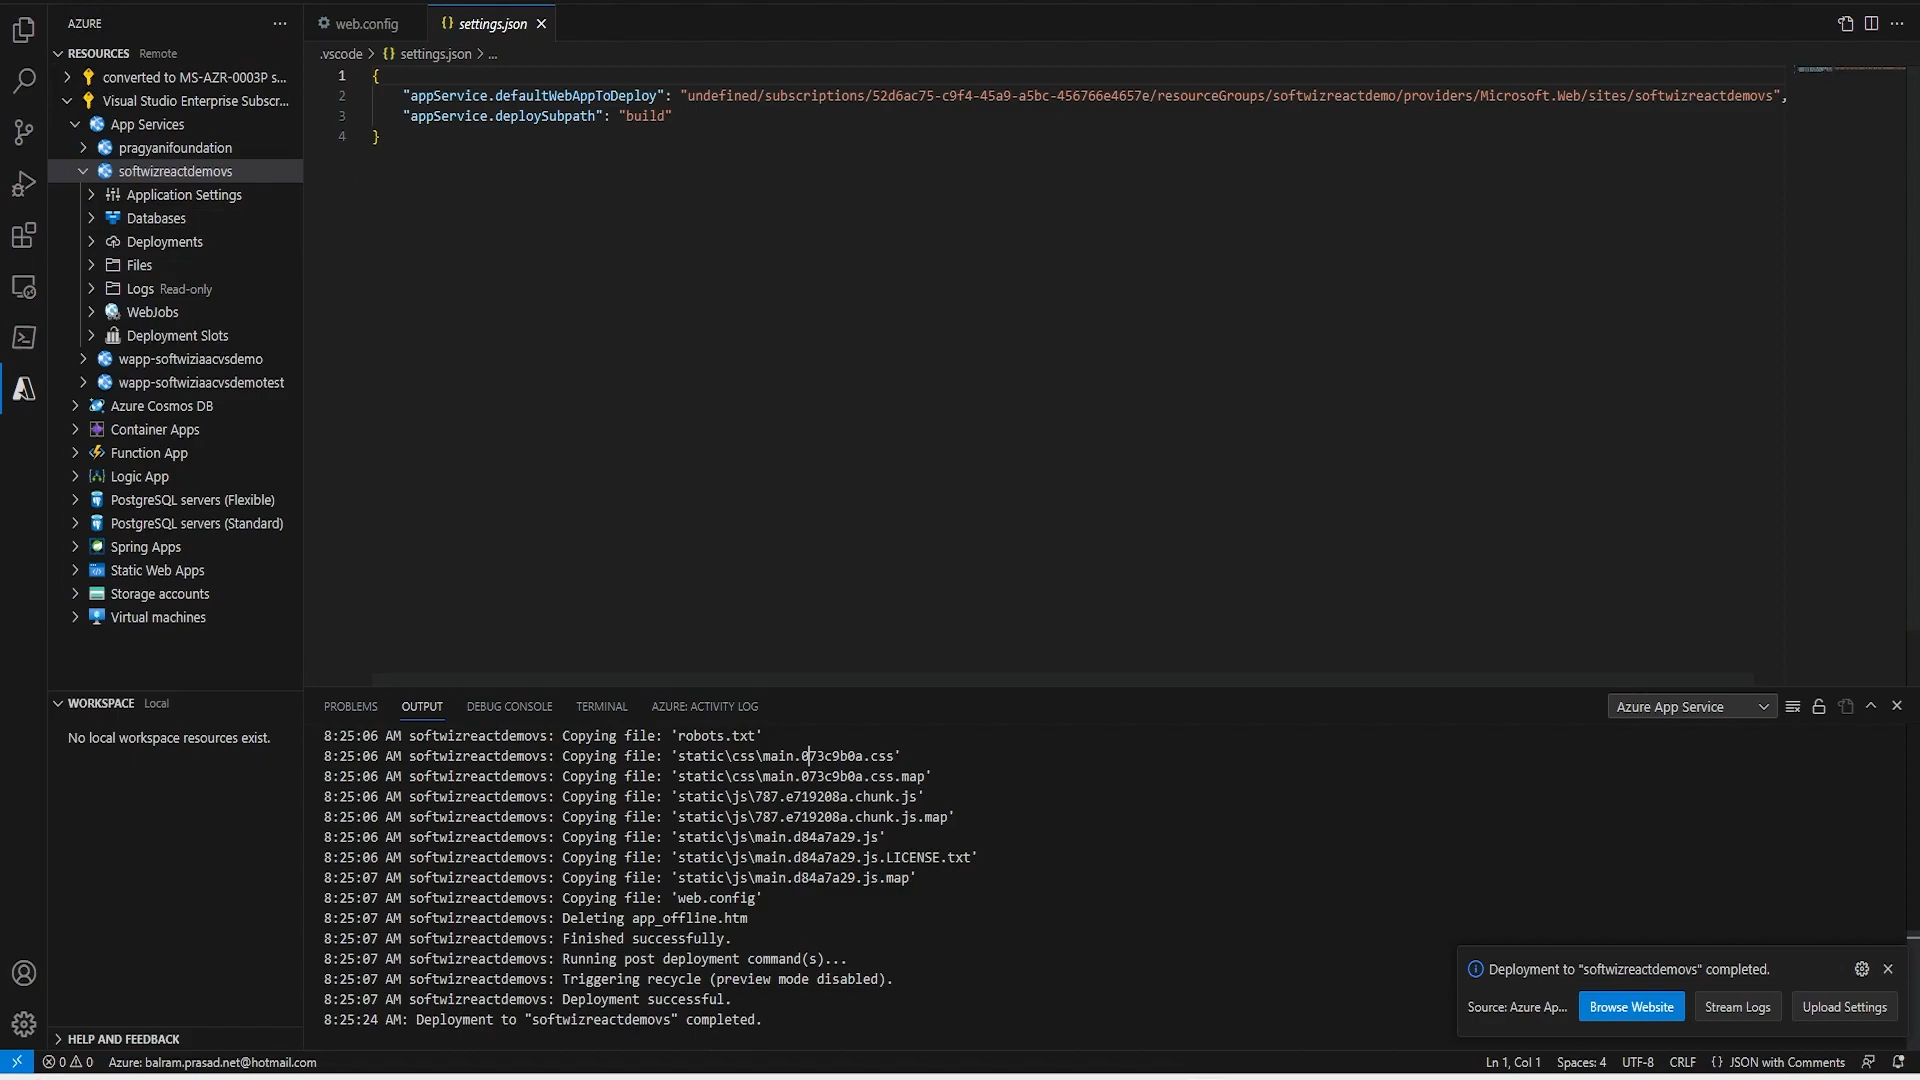 AZURE
RESOURCES Remote
converted to MS-AZR-0003P s...
Visual Studio Enterprise Subscr...
App Services
pragyanifoundation
softwizreactdemovs
Application Settings
Databases
Deployments
Files
Logs Read-only
WebJobs
Deployment Slots
wapp-softwiziaacvsdemo
wapp-softwiziaacvsdemotest
Azure Cosmos DB
Container Apps
Function App
Logic App
PostgreSQL servers (Flexible)
PostgreSQL servers (Standard)
Spring Apps
Static Web Apps
Storage accounts
Virtual machines
WORKSPACE Local
No local workspace resources exist.
HELP AND FEEDBACK
web.config
{} settings.json
.vscode > {} settings.json > ...
1 {
2 "appService.defaultWebAppToDeploy": "undefined/subscriptions/52d6ac75-c9f4-45a9-a5bc-456766e4657e/resourceGroups/softwizreactdemo/providers/Microsoft.Web/sites/softwizreactdemovs",
3 "appService.deploySubpath": "build"
4 }
PROBLEMS OUTPUT DEBUG CONSOLE TERMINAL AZURE: ACTIVITY LOG
Azure App Service
8:25:06 AM softwizreactdemovs: Copying file: 'robots.txt'
8:25:06 AM softwizreactdemovs: Copying file: 'static\css\main.073c9b0a.css'
8:25:06 AM softwizreactdemovs: Copying file: 'static\css\main.073c9b0a.css.map'
8:25:06 AM softwizreactdemovs: Copying file: 'static\js\787.e719208a.chunk.js'
8:25:06 AM softwizreactdemovs: Copying file: 'static\js\787.e719208a.chunk.js.map'
8:25:06 AM softwizreactdemovs: Copying file: 'static\js\main.d84a7a29.js'
8:25:06 AM softwizreactdemovs: Copying file: 'static\js\main.d84a7a29.js.LICENSE.txt'
8:25:07 AM softwizreactdemovs: Copying file: 'static\js\main.d84a7a29.js.map'
8:25:07 AM softwizreactdemovs: Copying file: 'web.config'
8:25:07 AM softwizreactdemovs: Deleting app_offline.htm
8:25:07 AM softwizreactdemovs: Finished successfully.
8:25:07 AM softwizreactdemovs: Running post deployment command(s)...
8:25:07 AM softwizreactdemovs: Triggering recycle (preview mode disabled).
8:25:07 AM softwizreactdemovs: Deployment successful.
8:25:24 AM: Deployment to "softwizreactdemovs" completed.
Deployment to "softwizreactdemovs" completed.
Source: Azure Ap... Browse Website Stream Logs Upload Settings
0 0 Azure: balram.prasad.net@hotmail.com
Ln 1, Col 1 Spaces: 4 UTF-8 CRLF {} JSON with Comments